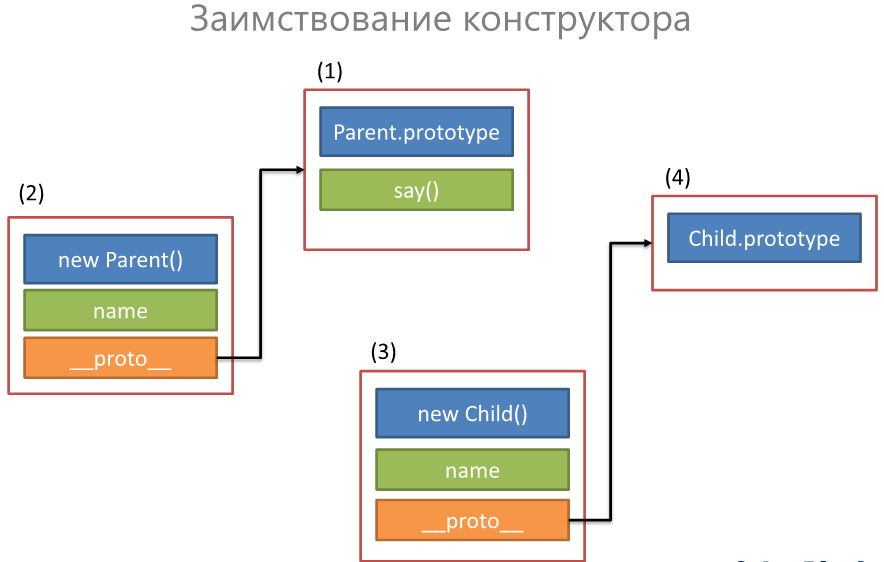 Заимствование конструктора
(1)
Parent.prototype
say()
(2)
new Parent()
name
__proto__
(3)
new Child()
name
__proto__
(4)
Child.prototype